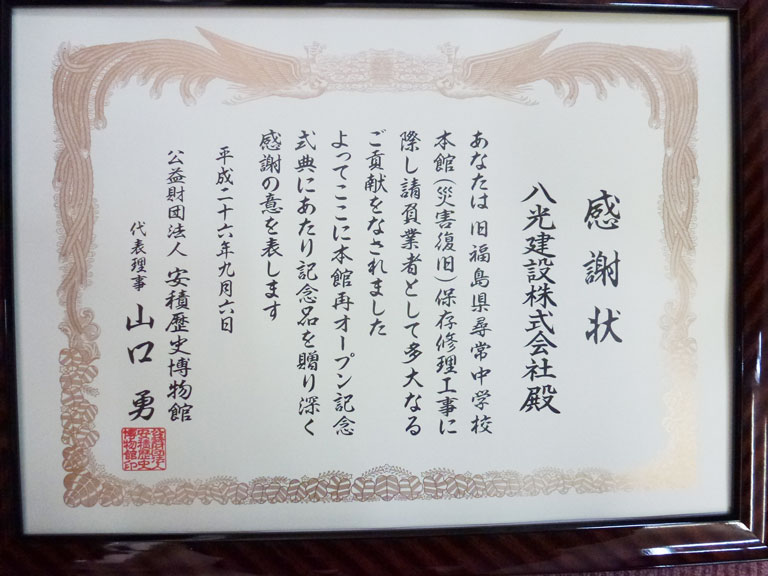 感謝状
八光建設株式会社殿
あなたは旧福島県尋常中学校
本館(災害復旧)保存修理工事に
際し請負業者として多大なる
ご貢献をなされました
よってここに本館再オープン記念
式典にあたり記念品を贈り深く
感謝の意を表します
平成二十六年九月六日
公益財団法人 安積歴史博物館
代表理事 山口勇